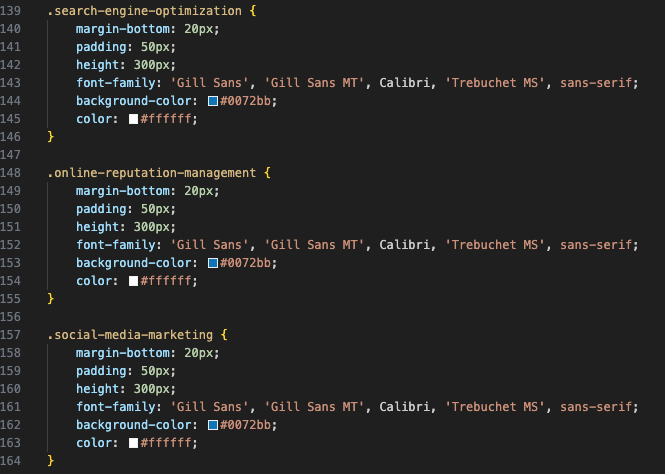 139 .search-engine-optimization {
140     margin-bottom: 20px;
141     padding: 50px;
142     height: 300px;
143     font-family: 'Gill Sans', 'Gill Sans MT', Calibri, 'Trebuchet MS', sans-serif;
144     background-color: #0072bb;
145     color: #ffffff;
146 }
147
148 .online-reputation-management {
149     margin-bottom: 20px;
150     padding: 50px;
151     height: 300px;
152     font-family: 'Gill Sans', 'Gill Sans MT', Calibri, 'Trebuchet MS', sans-serif;
153     background-color: #0072bb;
154     color: #ffffff;
155 }
156
157 .social-media-marketing {
158     margin-bottom: 20px;
159     padding: 50px;
160     height: 300px;
161     font-family: 'Gill Sans', 'Gill Sans MT', Calibri, 'Trebuchet MS', sans-serif;
162     background-color: #0072bb;
163     color: #ffffff;
164 }